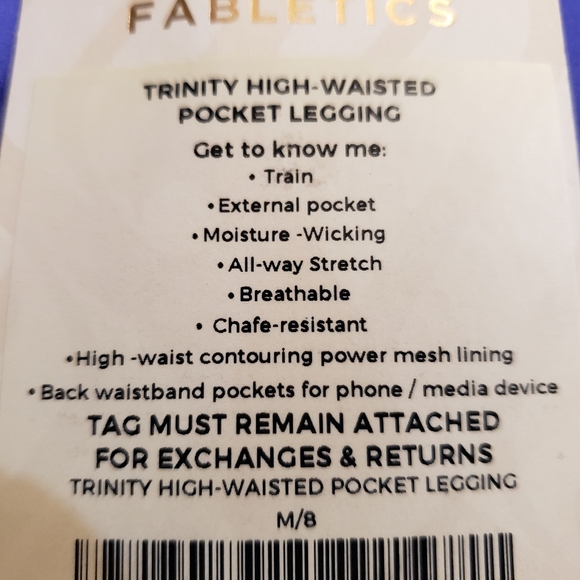 FABLETICS
TRINITY HIGH-WAISTED
POCKET LEGGING
Get to know me:
• Train
• External pocket
• Moisture -Wicking
• All-way Stretch
• Breathable
• Chafe-resistant
• High -waist contouring power mesh lining
• Back waistband pockets for phone / media device
TAG MUST REMAIN ATTACHED
FOR EXCHANGES & RETURNS
TRINITY HIGH-WAISTED POCKET LEGGING
M/8